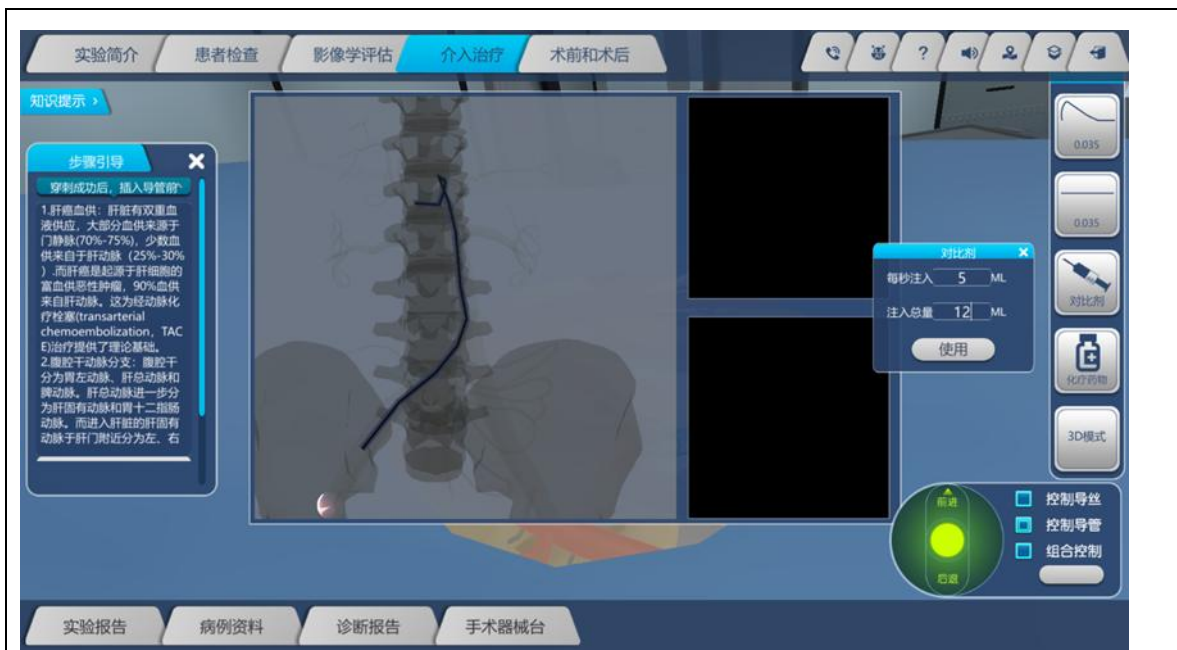 实验简介
患者检查
影像学评估
介入治疗
术前和术后
?
知识提示 ›
步骤引导
穿刺成功后，插入导管前
1.肝癌血供：肝脏有双重血
液供应，大部分血供来源于
门静脉(70%-75%)，少数血
供来自于肝动脉（25%-30%
）.而肝癌是起源于肝细胞的
富血供恶性肿瘤，90%血供
来自肝动脉。这为经动脉化
疗栓塞(transarterial
chemoembolization，TAC
E)治疗提供了理论基础。
2.腹腔干动脉分支：腹腔干
分为胃左动脉、肝总动脉和
脾动脉。肝总动脉进一步分
为肝固有动脉和胃十二指肠
动脉。而进入肝脏的肝固有
动脉于肝门附近分为左、右
0.035
0.035
对比剂
化疗药物
3D模式
对比剂
每秒注入 5 ML
注入总量 12 ML
使用
前进
后退
控制导丝
控制导管
组合控制
实验报告
病例资料
诊断报告
手术器械台